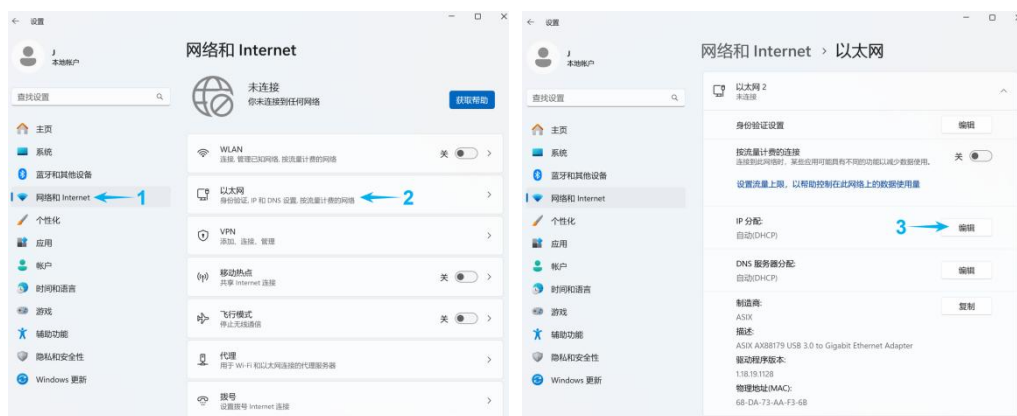 设置
J
本地帐户
查找设置
主页
系统
蓝牙和其他设备
网络和 Internet
1
个性化
应用
帐户
时间和语言
游戏
辅助功能
隐私和安全性
Windows 更新
网络和 Internet
未连接
你未连接到任何网络
获取帮助
WLAN
连接, 管理已知网络, 按流量计费的网络
关
以太网
身份验证, IP 和 DNS 设置, 按流量计费的网络
2
VPN
添加、连接、管理
移动热点
共享 Internet 连接
关
飞行模式
停止无线通信
关
代理
用于 Wi-Fi 和以太网连接的代理服务器
拨号
设置拨号 Internet 连接
设置
J
本地帐户
查找设置
主页
系统
蓝牙和其他设备
网络和 Internet
个性化
应用
帐户
时间和语言
游戏
辅助功能
隐私和安全性
Windows 更新
网络和 Internet › 以太网
以太网 2
未连接
身份验证设置
编辑
按流量计费的连接
连接到此网络时，某些应用可能具有不同的功能以减少数据使用。
关
设置流量上限，以帮助控制在此网络上的数据使用量
IP 分配:
自动(DHCP)
3
编辑
DNS 服务器分配:
自动(DHCP)
编辑
制造商:
ASIX
复制
描述:
ASIX AX88179 USB 3.0 to Gigabit Ethernet Adapter
驱动程序版本:
1.18.19.1128
物理地址(MAC):
68-DA-73-AA-F3-6B